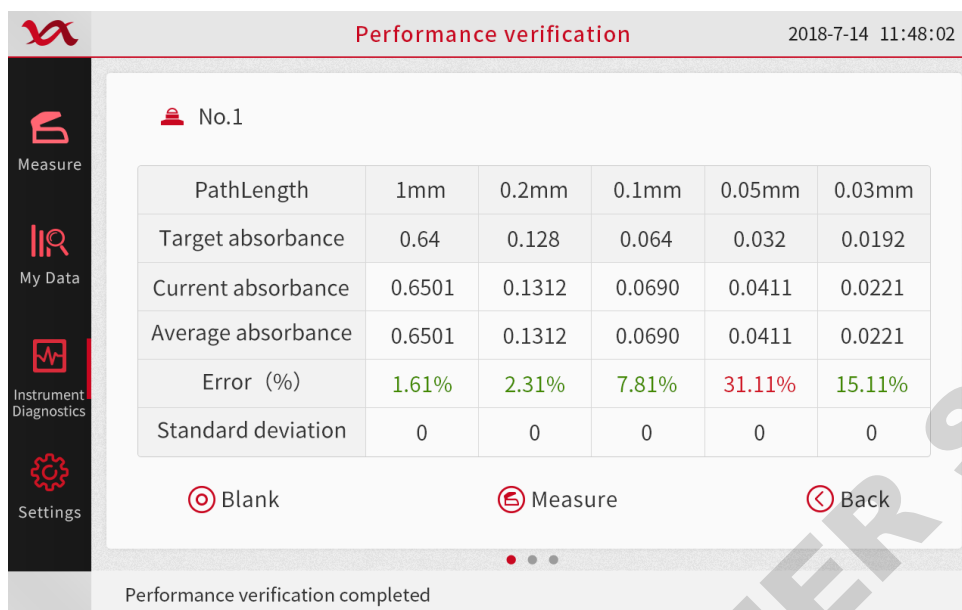 Performance verification 2018-7-14 11:48:02
No.1
Measure
My Data
Instrument
Diagnostics
Settings
PathLength 1mm 0.2mm 0.1mm 0.05mm 0.03mm
Target absorbance 0.64 0.128 0.064 0.032 0.0192
Current absorbance 0.6501 0.1312 0.0690 0.0411 0.0221
Average absorbance 0.6501 0.1312 0.0690 0.0411 0.0221
Error（%） 1.61% 2.31% 7.81% 31.11% 15.11%
Standard deviation 0 0 0 0 0
Blank Measure Back
Performance verification completed